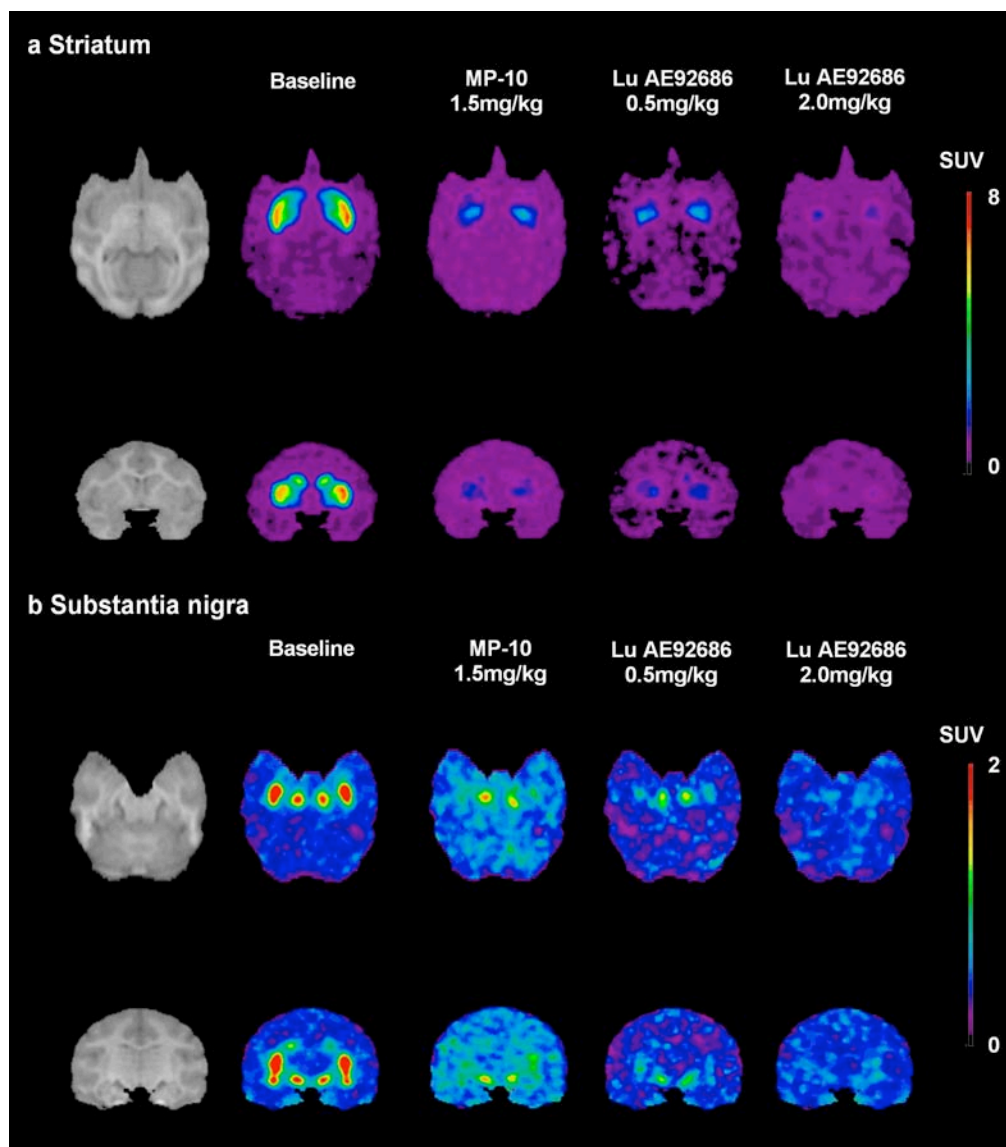 a Striatum
Baseline
MP-10
1.5mg/kg
Lu AE92686
0.5mg/kg
Lu AE92686
2.0mg/kg
SUV
8
0
b Substantia nigra
Baseline
MP-10
1.5mg/kg
Lu AE92686
0.5mg/kg
Lu AE92686
2.0mg/kg
SUV
2
0